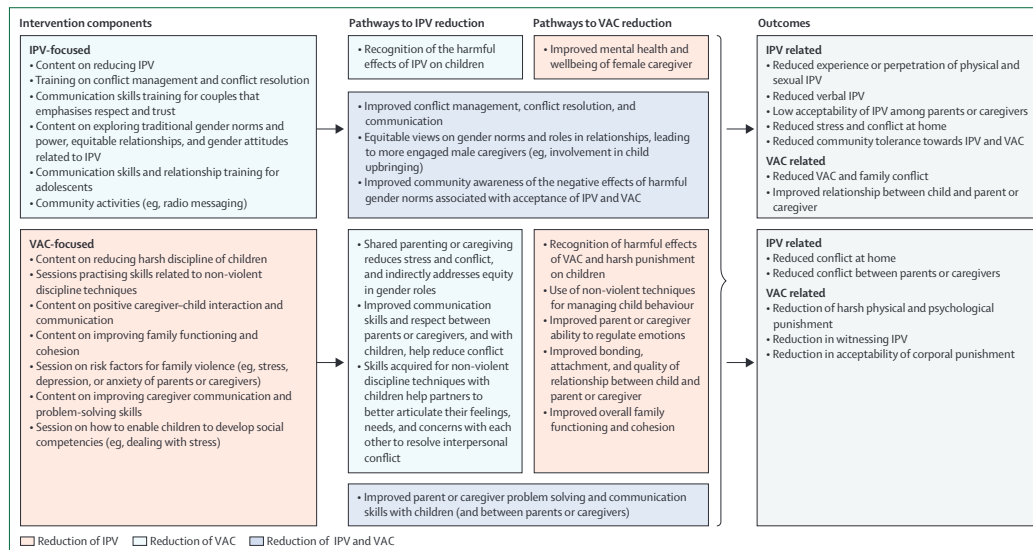 Intervention components
Pathways to IPV reduction
Pathways to VAC reduction
Outcomes
IPV-focused
• Content on reducing IPV
• Training on conflict management and conflict resolution
• Communication skills training for couples that
emphasises respect and trust
• Content on exploring traditional gender norms and
power, equitable relationships, and gender attitudes
related to IPV
• Communication skills and relationship training for
adolescents
• Community activities (eg, radio messaging)
• Recognition of the harmful
effects of IPV on children
• Improved mental health and
wellbeing of female caregiver
• Improved conflict management, conflict resolution, and
communication
• Equitable views on gender norms and roles in relationships, leading
to more engaged male caregivers (eg, involvement in child
upbringing)
• Improved community awareness of the negative effects of harmful
gender norms associated with acceptance of IPV and VAC
IPV related
• Reduced experience or perpetration of physical and
sexual IPV
• Reduced verbal IPV
• Low acceptability of IPV among parents or caregivers
• Reduced stress and conflict at home
• Reduced community tolerance towards IPV and VAC
VAC related
• Reduced VAC and family conflict
• Improved relationship between child and parent or
caregiver
VAC-focused
• Content on reducing harsh discipline of children
• Sessions practising skills related to non-violent
discipline techniques
• Content on positive caregiver–child interaction and
communication
• Content on improving family functioning and
cohesion
• Session on risk factors for family violence (eg, stress,
depression, or anxiety of parents or caregivers)
• Content on improving caregiver communication and
problem-solving skills
• Session on how to enable children to develop social
competencies (eg, dealing with stress)
• Shared parenting or caregiving
reduces stress and conflict,
and indirectly addresses equity
in gender roles
• Improved communication
skills and respect between
parents or caregivers, and with
children, help reduce conflict
• Skills acquired for non-violent
discipline techniques with
children help partners to
better articulate their feelings,
needs, and concerns with each
other to resolve interpersonal
conflict
• Recognition of harmful effects
of VAC and harsh punishment
on children
• Use of non-violent techniques
for managing child behaviour
• Improved parent or caregiver
ability to regulate emotions
• Improved bonding,
attachment, and quality of
relationship between child and
parent or caregiver
• Improved overall family
functioning and cohesion
• Improved parent or caregiver problem solving and communication
skills with children (and between parents or caregivers)
IPV related
• Reduced conflict at home
• Reduced conflict between parents or caregivers
VAC related
• Reduction of harsh physical and psychological
punishment
• Reduction in witnessing IPV
• Reduction in acceptability of corporal punishment
Reduction of IPV
Reduction of VAC
Reduction of IPV and VAC